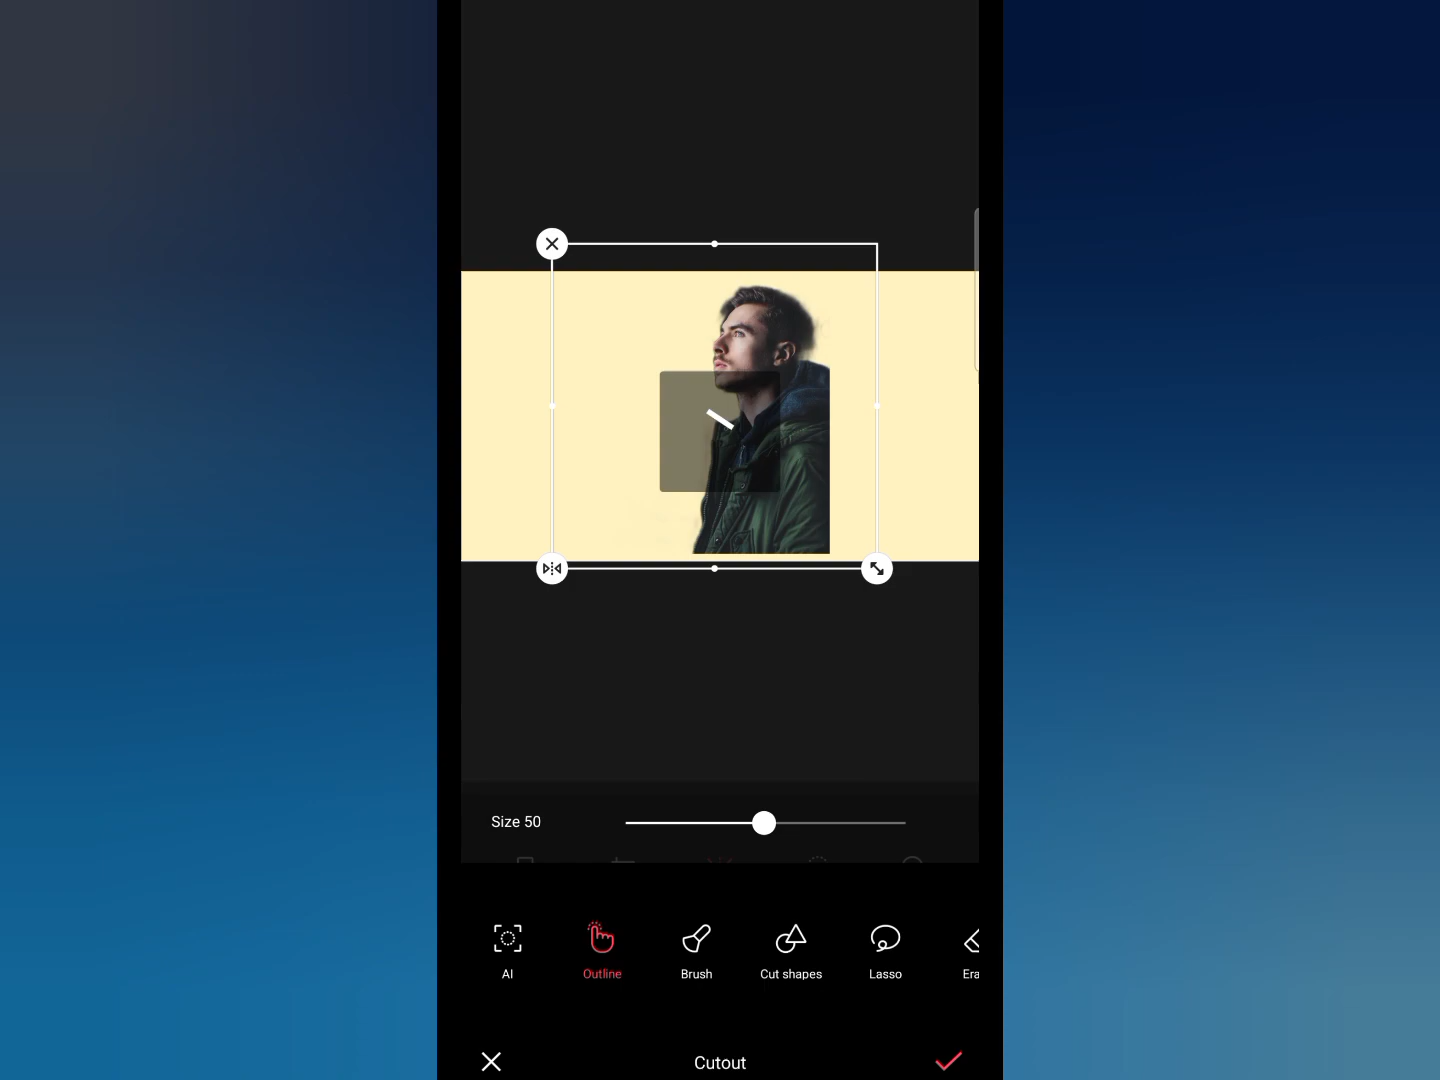 Size 50
AI
Outline
Brush
Cut shapes
Lasso
Era
Cutout